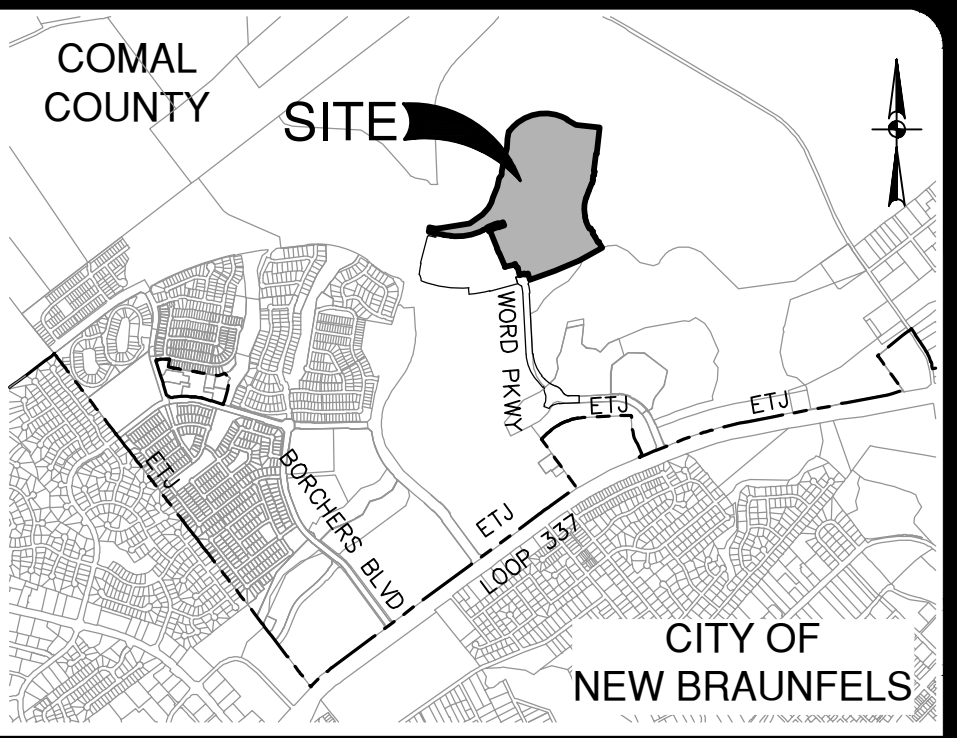 COMAL
COUNTY
SITE
WORD PKWY
ETJ
ETJ
ETJ
BORCHERS BLVD
ETJ
LOOP 337
CITY OF
NEW BRAUNFELS